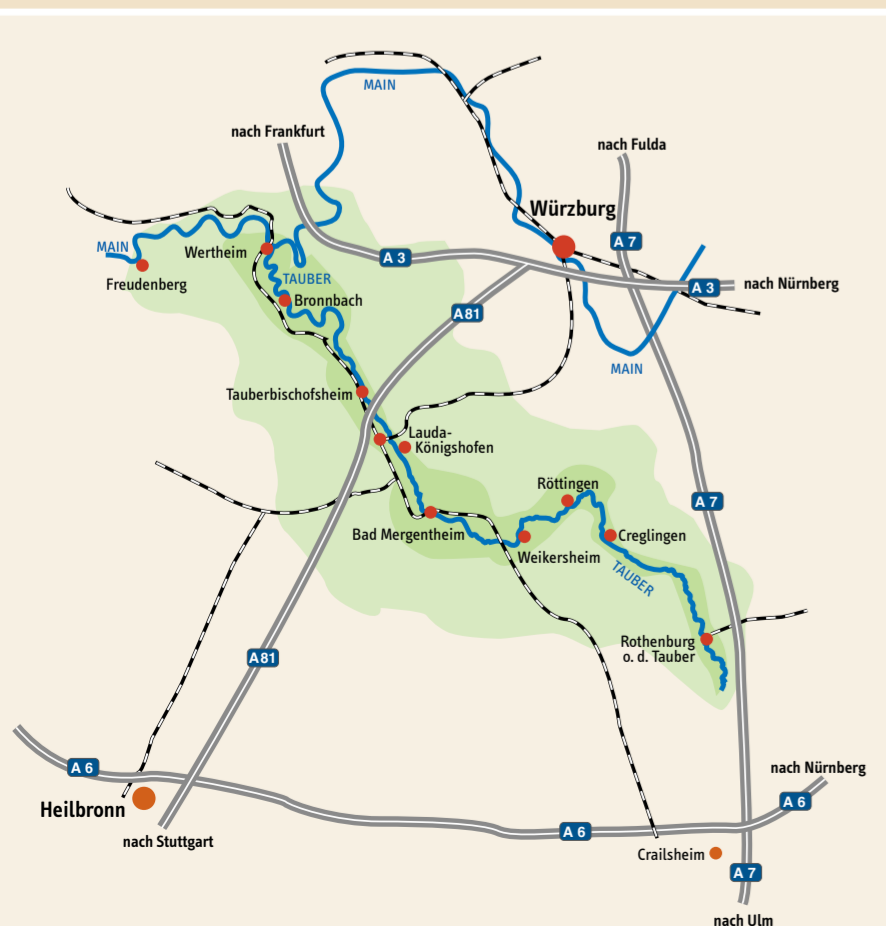 MAIN
nach Frankfurt
nach Fulda
Würzburg
A 7
MAIN
Wertheim
A 3
Freudenberg
TAUBER
A 3
nach Nürnberg
Bronnbach
A81
MAIN
Tauberbischofsheim
Lauda-
Königshofen
Röttingen
A 7
Bad Mergentheim
Creglingen
Weikersheim
TAUBER
Rothenburg
o. d. Tauber
A81
A 6
nach Nürnberg
Heilbronn
A 6
nach Stuttgart
A 6
Crailsheim
A 7
nach Ulm